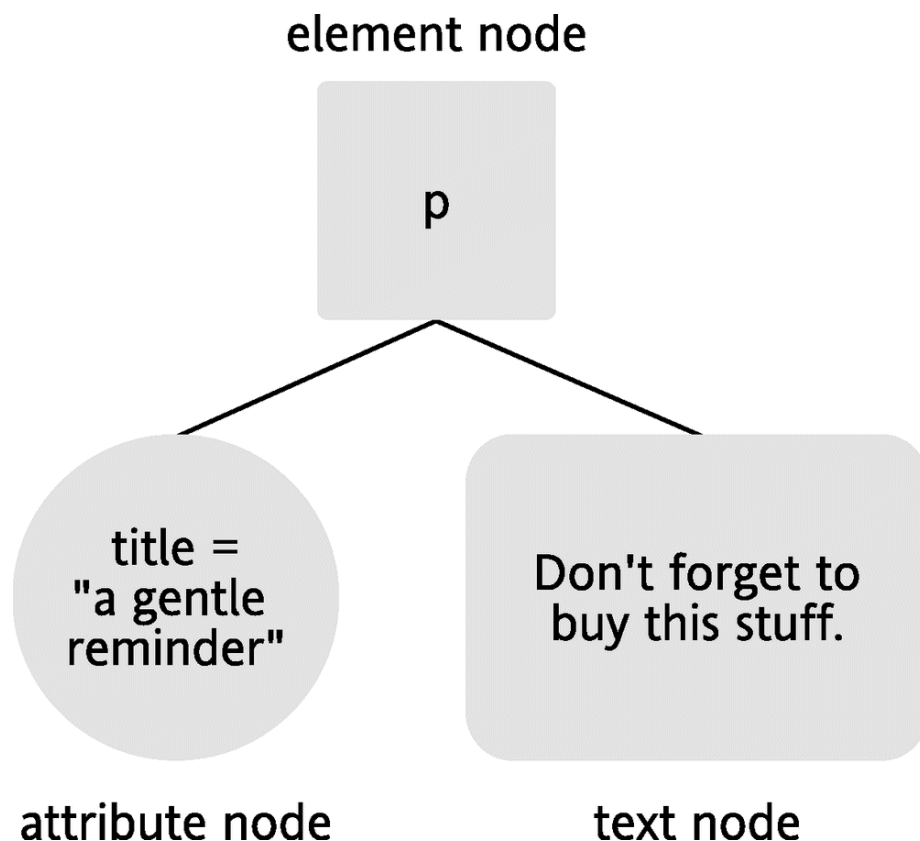 element node
p
title =
"a gentle
reminder"
Don't forget to
buy this stuff.
attribute node
text node